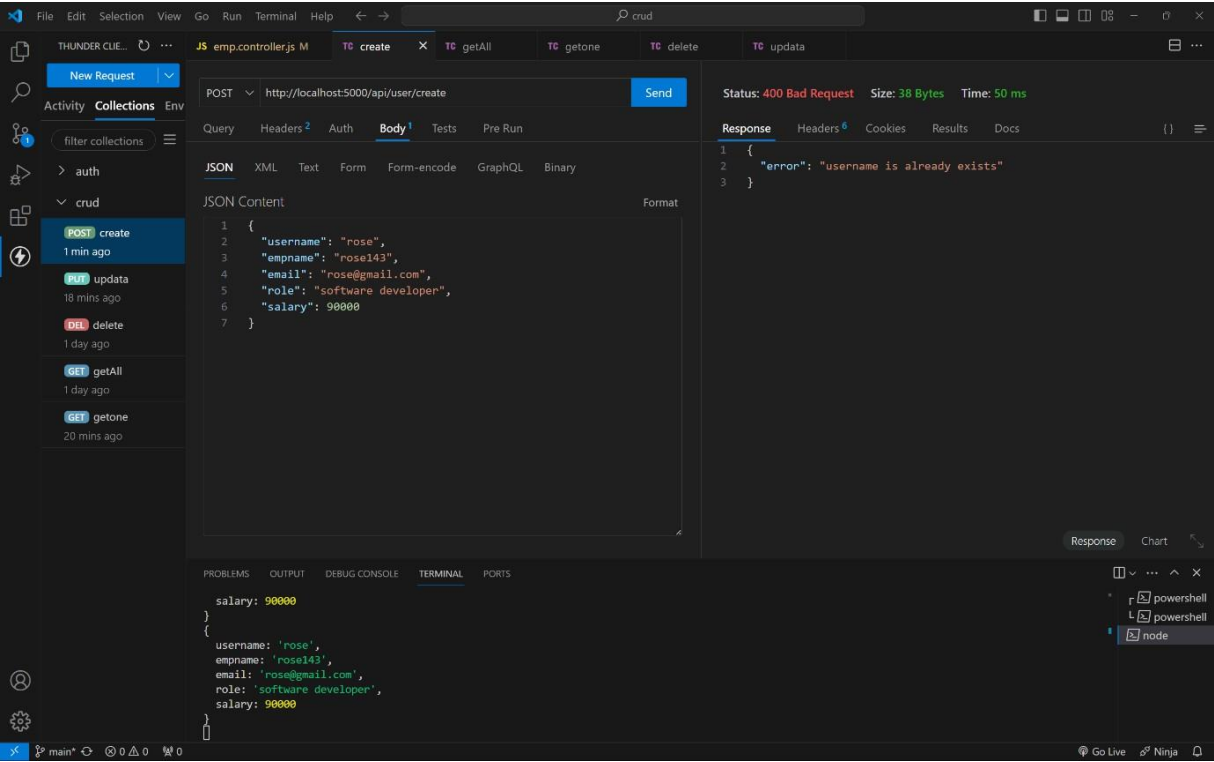 File Edit Selection View Go Run Terminal Help crud
THUNDER CLIE...
JS emp.controller.js M TC create TC getAll TC getone TC delete TC updata
New Request
Activity Collections Env
filter collections
auth
crud
POST create
1 min ago
PUT updata
18 mins ago
DEL delete
1 day ago
GET getAll
1 day ago
GET getone
20 mins ago
POST http://localhost:5000/api/user/create Send
Query Headers 2 Auth Body 1 Tests Pre Run
JSON XML Text Form Form-encode GraphQL Binary
JSON Content Format
1 {
2 "username": "rose",
3 "empname": "rose143",
4 "email": "rose@gmail.com",
5 "role": "software developer",
6 "salary": 90000
7 }
Status: 400 Bad Request Size: 38 Bytes Time: 50 ms
Response Headers 6 Cookies Results Docs {}
1 {
2 "error": "username is already exists"
3 }
Response Chart
PROBLEMS OUTPUT DEBUG CONSOLE TERMINAL PORTS
salary: 90000
}
{
username: 'rose',
empname: 'rose143',
email: 'rose@gmail.com',
role: 'software developer',
salary: 90000
}
powershell
powershell
node
main* 0 0 0 Go Live Ninja